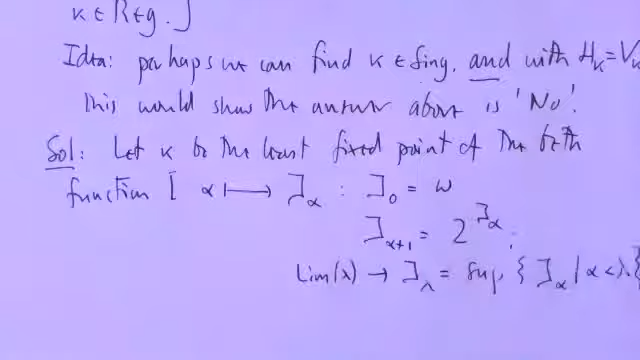 κ ∈ Reg. ]
Idea: perhaps we can find κ ∈ Sing. and with H_κ = V_κ
This would show the answer above is 'No'.
Sol: Let κ be the least fixed point of the beth
function [ α ⟼ ℶ_α : ℶ_0 = ω
ℶ_{α+1} = 2^{ℶ_α};
Lim(λ) → ℶ_λ = sup { ℶ_α | α < λ }